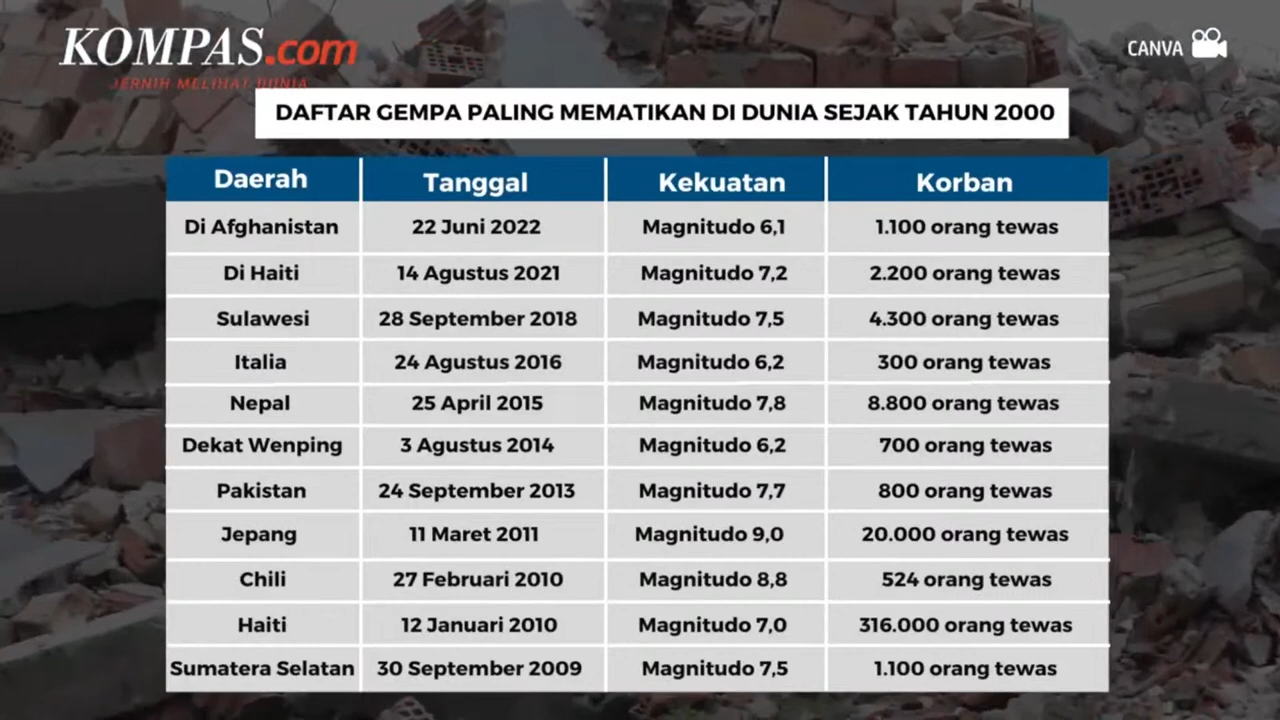 KOMPAS.com
JERNIH MELIHAT DUNIA
CANVA
DAFTAR GEMPA PALING MEMATIKAN DI DUNIA SEJAK TAHUN 2000
Daerah Tanggal Kekuatan Korban
Di Afghanistan 22 Juni 2022 Magnitudo 6,1 1.100 orang tewas
Di Haiti 14 Agustus 2021 Magnitudo 7,2 2.200 orang tewas
Sulawesi 28 September 2018 Magnitudo 7,5 4.300 orang tewas
Italia 24 Agustus 2016 Magnitudo 6,2 300 orang tewas
Nepal 25 April 2015 Magnitudo 7,8 8.800 orang tewas
Dekat Wenping 3 Agustus 2014 Magnitudo 6,2 700 orang tewas
Pakistan 24 September 2013 Magnitudo 7,7 800 orang tewas
Jepang 11 Maret 2011 Magnitudo 9,0 20.000 orang tewas
Chili 27 Februari 2010 Magnitudo 8,8 524 orang tewas
Haiti 12 Januari 2010 Magnitudo 7,0 316.000 orang tewas
Sumatera Selatan 30 September 2009 Magnitudo 7,5 1.100 orang tewas